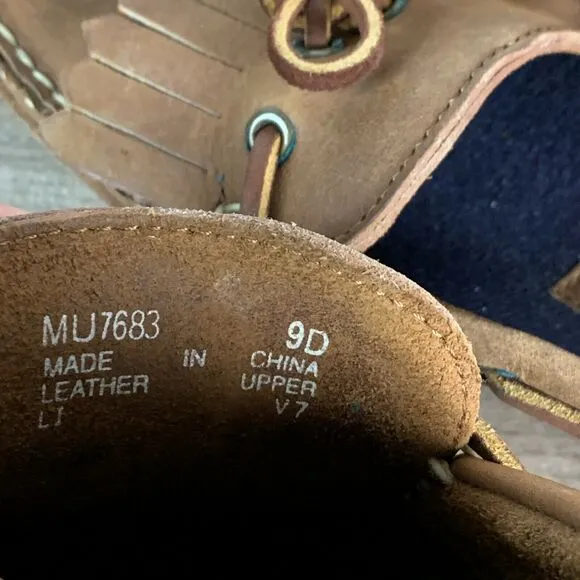 MU7683 9D
MADE IN CHINA
LEATHER UPPER
LI V7